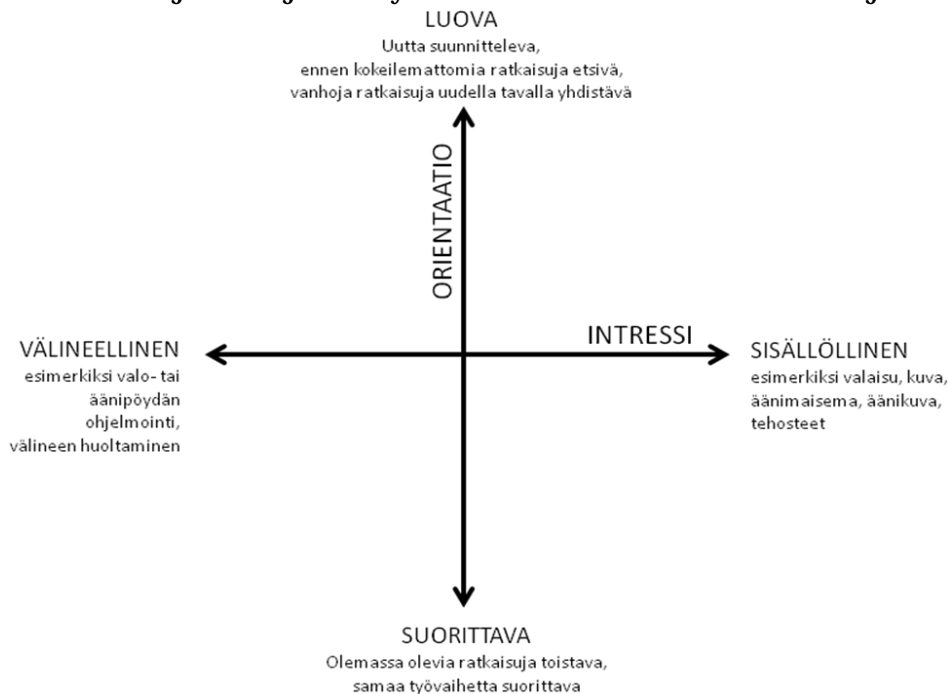 LUOVA
Uutta suunnitteleva,
ennen kokeilemattomia ratkaisuja etsivä,
vanhoja ratkaisuja uudella tavalla yhdistävä
ORIENTAATIO
INTRESSI
VÄLINEELLINEN
esimerkiksi valo- tai
äänipöydän
ohjelmointi,
välineen huoltaminen
SISÄLLÖLLINEN
esimerkiksi valaisu, kuva,
äänimaisema, äänikuva,
tehosteet
SUORITTAVA
Olemassa olevia ratkaisuja toistava,
samaa työvaihetta suorittava